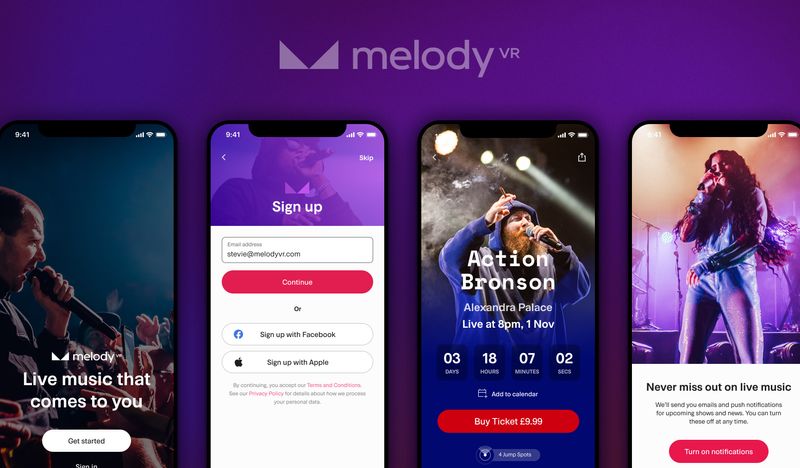 melody VR
9:41
melody VR
Live music that
comes to you
Get started
Sign in
9:41
Skip
Sign up
Email address
stevie@melodyvr.com
Continue
Or
Sign up with Facebook
Sign up with Apple
By continuing, you accept our Terms and Conditions.
See our Privacy Policy for details about how we process
your personal data.
Action
Bronson
Alexandra Palace
Live at 8pm, 1 Nov
03 18 07 02
DAYS HOURS MINUTES SECS
Add to calendar
Buy Ticket £9.99
4 Jump Spots
9:41
Never miss out on live music
We'll send you emails and push notifications
for upcoming shows and news. You can turn
these off at any time.
Turn on notifications